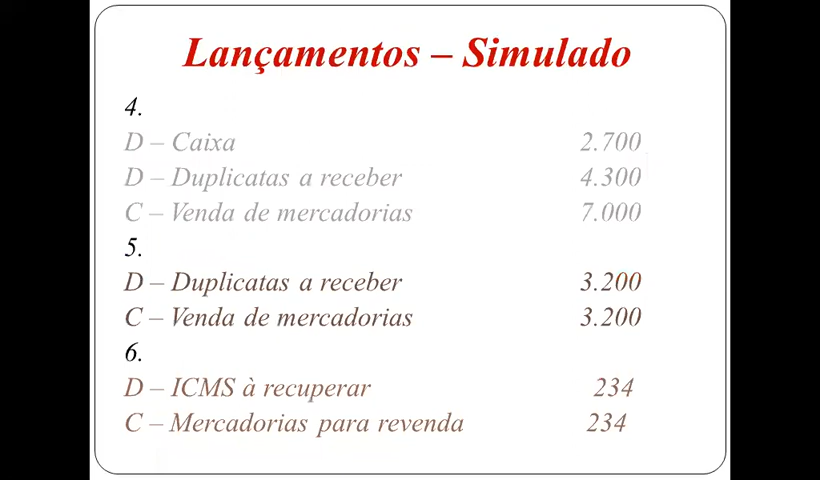 Lançamentos – Simulado
4.
D – Caixa 2.700
D – Duplicatas a receber 4.300
C – Venda de mercadorias 7.000
5.
D – Duplicatas a receber 3.200
C – Venda de mercadorias 3.200
6.
D – ICMS à recuperar 234
C – Mercadorias para revenda 234